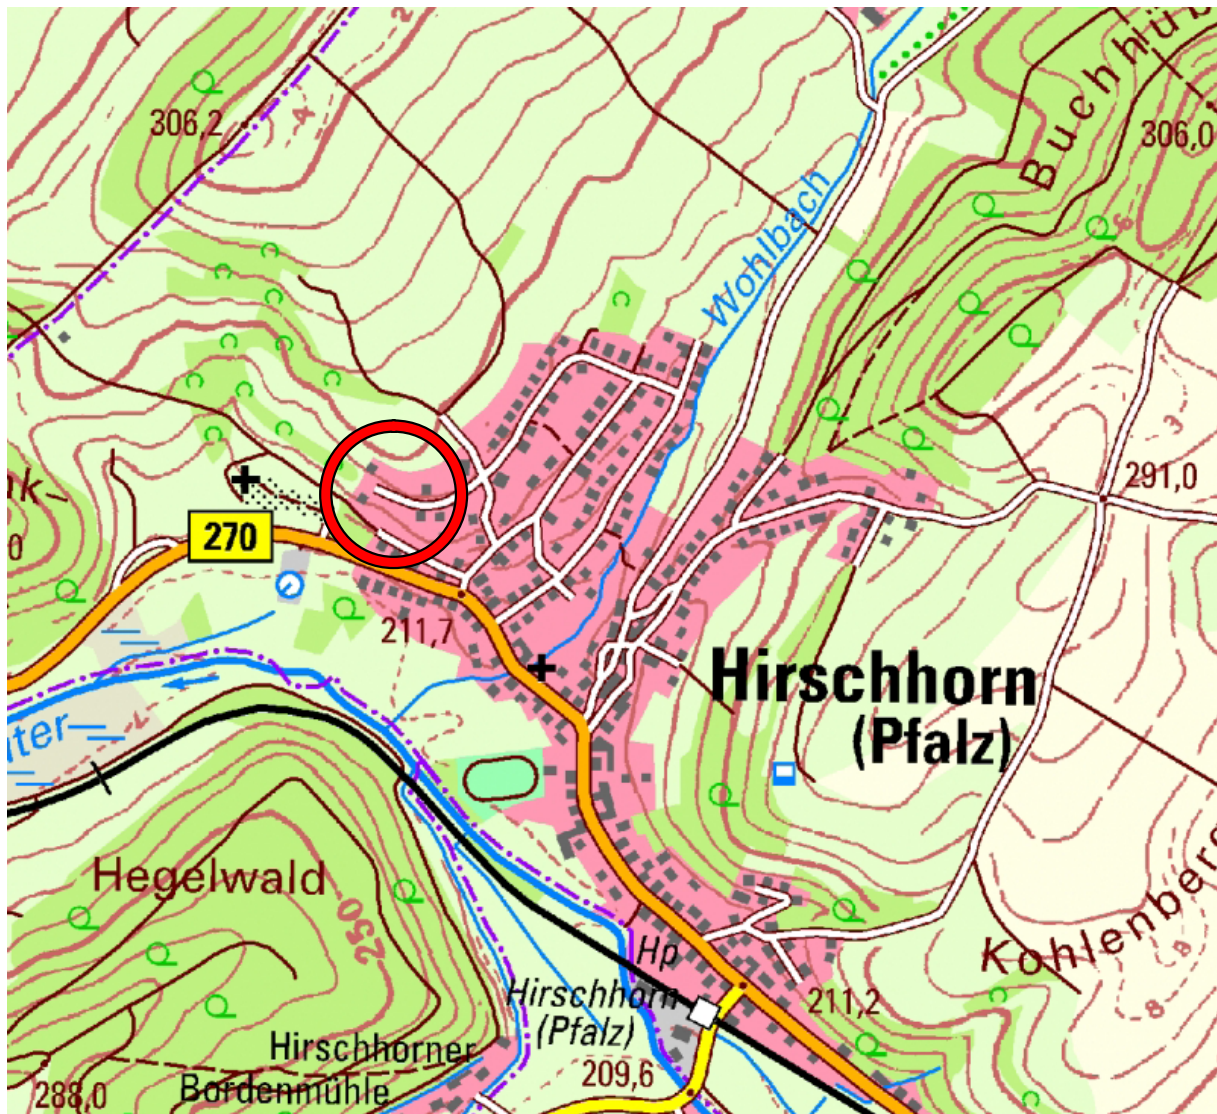 306,2
Buchhüb
306,0
Wohlbach
291,0
270
211,7
Hirschhorn
(Pfalz)
Hegelwald
250
Kohlenberg
Hp
Hirschhorn
(Pfalz)
211,2
Hirschhorner
Bordenmühle
209,6
288,0